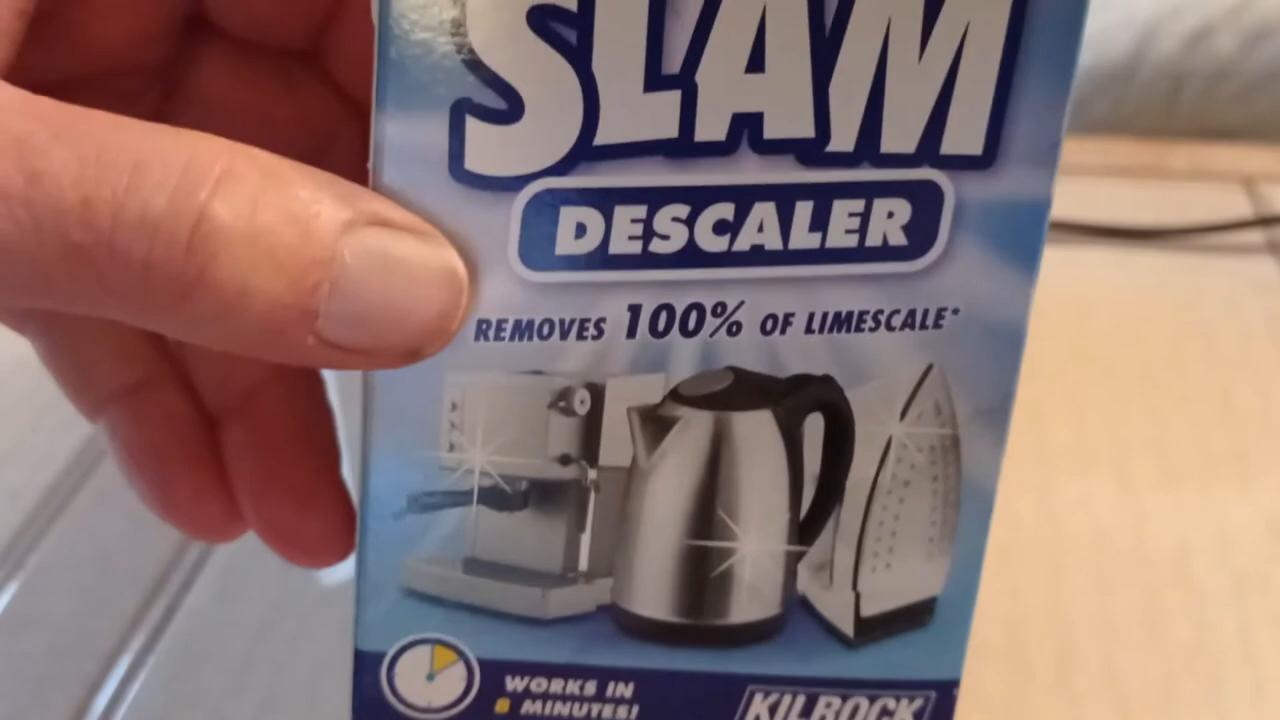 SLAM
DESCALER
REMOVES 100% OF LIMESCALE*
WORKS IN
MINUTES!
KILROCK